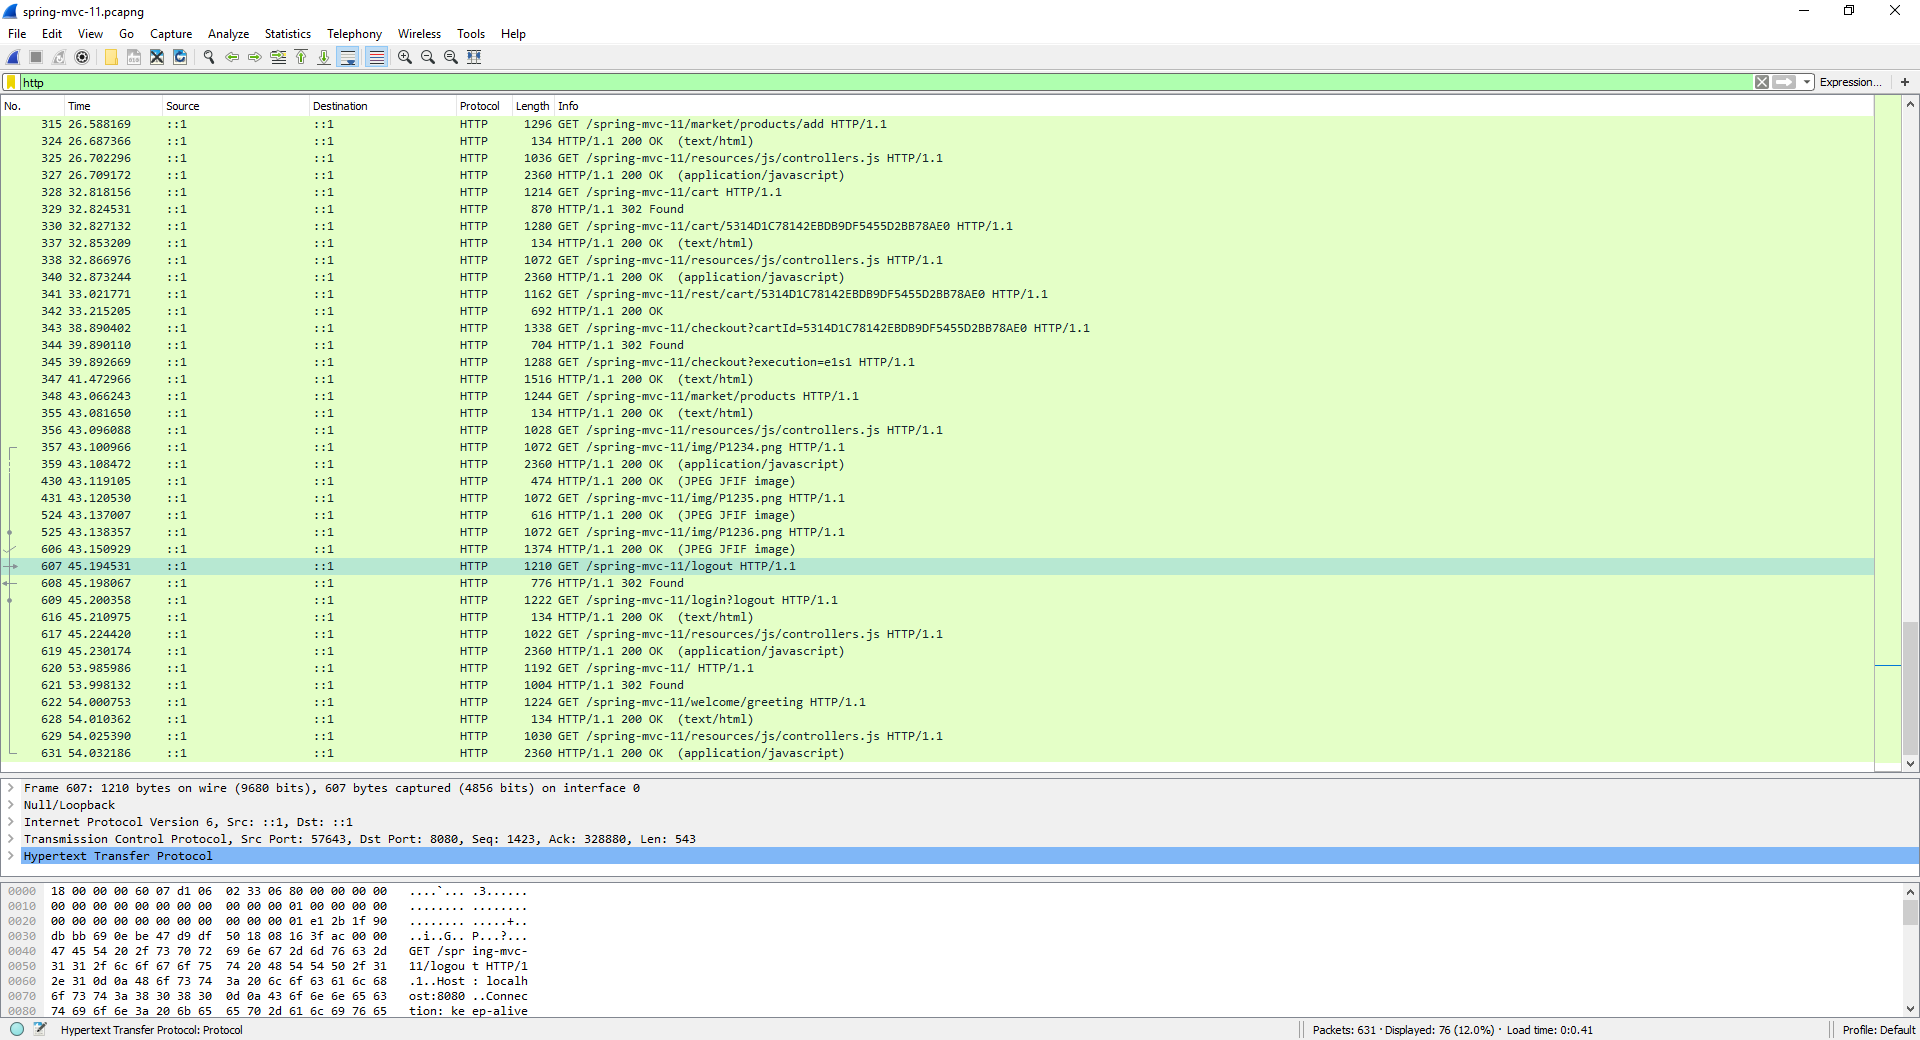 spring-mvc-11.pcapng
File Edit View Go Capture Analyze Statistics Telephony Wireless Tools Help
http Expression... +
No. Time Source Destination Protocol Length Info
315 26.588169 ::1 ::1 HTTP 1296 GET /spring-mvc-11/market/products/add HTTP/1.1
324 26.687366 ::1 ::1 HTTP 134 HTTP/1.1 200 OK (text/html)
325 26.702296 ::1 ::1 HTTP 1036 GET /spring-mvc-11/resources/js/controllers.js HTTP/1.1
327 26.709172 ::1 ::1 HTTP 2360 HTTP/1.1 200 OK (application/javascript)
328 32.818156 ::1 ::1 HTTP 1214 GET /spring-mvc-11/cart HTTP/1.1
329 32.824531 ::1 ::1 HTTP 870 HTTP/1.1 302 Found
330 32.827132 ::1 ::1 HTTP 1280 GET /spring-mvc-11/cart/5314D1C78142EBDB9DF5455D2BB78AE0 HTTP/1.1
337 32.853209 ::1 ::1 HTTP 134 HTTP/1.1 200 OK (text/html)
338 32.866976 ::1 ::1 HTTP 1072 GET /spring-mvc-11/resources/js/controllers.js HTTP/1.1
340 32.873244 ::1 ::1 HTTP 2360 HTTP/1.1 200 OK (application/javascript)
341 33.021771 ::1 ::1 HTTP 1162 GET /spring-mvc-11/rest/cart/5314D1C78142EBDB9DF5455D2BB78AE0 HTTP/1.1
342 33.215205 ::1 ::1 HTTP 692 HTTP/1.1 200 OK
343 38.890402 ::1 ::1 HTTP 1338 GET /spring-mvc-11/checkout?cartId=5314D1C78142EBDB9DF5455D2BB78AE0 HTTP/1.1
344 39.890110 ::1 ::1 HTTP 704 HTTP/1.1 302 Found
345 39.892669 ::1 ::1 HTTP 1288 GET /spring-mvc-11/checkout?execution=e1s1 HTTP/1.1
347 41.472966 ::1 ::1 HTTP 1516 HTTP/1.1 200 OK (text/html)
348 43.066243 ::1 ::1 HTTP 1244 GET /spring-mvc-11/market/products HTTP/1.1
355 43.081650 ::1 ::1 HTTP 134 HTTP/1.1 200 OK (text/html)
356 43.096088 ::1 ::1 HTTP 1028 GET /spring-mvc-11/resources/js/controllers.js HTTP/1.1
357 43.100966 ::1 ::1 HTTP 1072 GET /spring-mvc-11/img/P1234.png HTTP/1.1
359 43.108472 ::1 ::1 HTTP 2360 HTTP/1.1 200 OK (application/javascript)
430 43.119105 ::1 ::1 HTTP 474 HTTP/1.1 200 OK (JPEG JFIF image)
431 43.120530 ::1 ::1 HTTP 1072 GET /spring-mvc-11/img/P1235.png HTTP/1.1
524 43.137007 ::1 ::1 HTTP 616 HTTP/1.1 200 OK (JPEG JFIF image)
525 43.138357 ::1 ::1 HTTP 1072 GET /spring-mvc-11/img/P1236.png HTTP/1.1
606 43.150929 ::1 ::1 HTTP 1374 HTTP/1.1 200 OK (JPEG JFIF image)
607 45.194531 ::1 ::1 HTTP 1210 GET /spring-mvc-11/logout HTTP/1.1
608 45.198067 ::1 ::1 HTTP 776 HTTP/1.1 302 Found
609 45.200358 ::1 ::1 HTTP 1222 GET /spring-mvc-11/login?logout HTTP/1.1
616 45.210975 ::1 ::1 HTTP 134 HTTP/1.1 200 OK (text/html)
617 45.224420 ::1 ::1 HTTP 1022 GET /spring-mvc-11/resources/js/controllers.js HTTP/1.1
619 45.230174 ::1 ::1 HTTP 2360 HTTP/1.1 200 OK (application/javascript)
620 53.985986 ::1 ::1 HTTP 1192 GET /spring-mvc-11/ HTTP/1.1
621 53.998132 ::1 ::1 HTTP 1004 HTTP/1.1 302 Found
622 54.000753 ::1 ::1 HTTP 1224 GET /spring-mvc-11/welcome/greeting HTTP/1.1
628 54.010362 ::1 ::1 HTTP 134 HTTP/1.1 200 OK (text/html)
629 54.025390 ::1 ::1 HTTP 1030 GET /spring-mvc-11/resources/js/controllers.js HTTP/1.1
631 54.032186 ::1 ::1 HTTP 2360 HTTP/1.1 200 OK (application/javascript)
Frame 607: 1210 bytes on wire (9680 bits), 607 bytes captured (4856 bits) on interface 0
Null/Loopback
Internet Protocol Version 6, Src: ::1, Dst: ::1
Transmission Control Protocol, Src Port: 57643, Dst Port: 8080, Seq: 1423, Ack: 328880, Len: 543
Hypertext Transfer Protocol
0000 18 00 00 00 60 07 d1 06 02 33 06 80 00 00 00 00 ....`... .3......
0010 00 00 00 00 00 00 00 00 00 00 00 01 00 00 00 00 ........ ........
0020 00 00 00 00 00 00 00 00 00 00 00 01 e1 2b 1f 90 ........ .....+..
0030 db bb 69 0e be 47 d9 df 50 18 08 16 3f ac 00 00 ..i..G.. P...?...
0040 47 45 54 20 2f 73 70 72 69 6e 67 2d 6d 76 63 2d GET /spr ing-mvc-
0050 31 31 2f 6c 6f 67 6f 75 74 20 48 54 54 50 2f 31 11/logou t HTTP/1
0060 2e 31 0d 0a 48 6f 73 74 3a 20 6c 6f 63 61 6c 68 .1..Host : localh
0070 6f 73 74 3a 38 30 38 30 0d 0a 43 6f 6e 6e 65 63 ost:8080 ..Connec
0080 74 69 6f 6e 3a 20 6b 65 65 70 2d 61 6c 69 76 65 tion: ke ep-alive
Hypertext Transfer Protocol: Protocol Packets: 631 · Displayed: 76 (12.0%) · Load time: 0:0.41 Profile: Default